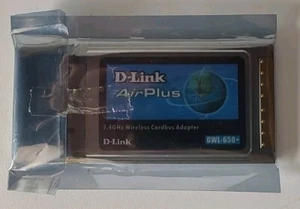 D-Link
AirPlus
2.4GHz Wireless Cardbus Adapter
D-Link
DWL-650+